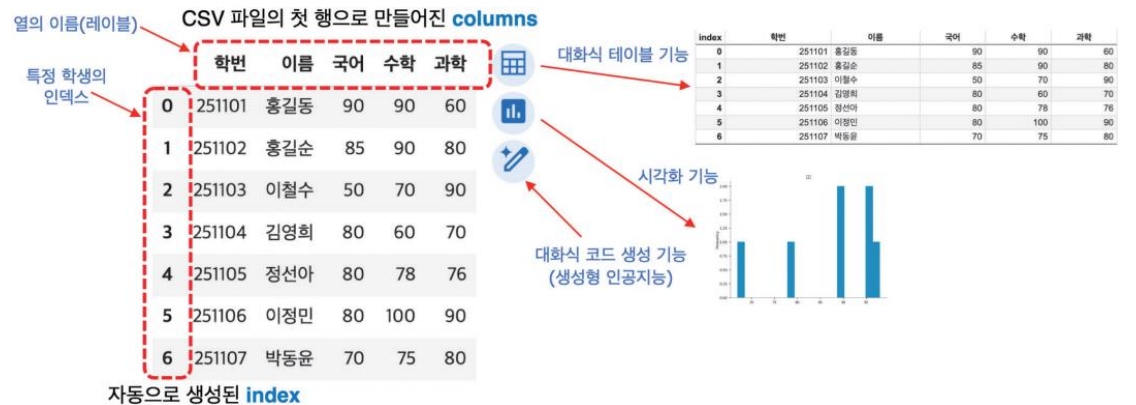 CSV 파일의 첫 행으로 만들어진 columns
열의 이름(레이블)
특정 학생의
인덱스
학번 이름 국어 수학 과학
0 251101 홍길동 90 90 60
1 251102 홍길순 85 90 80
2 251103 이철수 50 70 90
3 251104 김영희 80 60 70
4 251105 정선아 80 78 76
5 251106 이정민 80 100 90
6 251107 박동윤 70 75 80
자동으로 생성된 index
대화식 테이블 기능
시각화 기능
대화식 코드 생성 기능
(생성형 인공지능)
index 학번 이름 국어 수학 과학
0 251101 홍길동 90 90 60
1 251102 홍길순 85 90 80
2 251103 이철수 50 70 90
3 251104 김영희 80 60 70
4 251105 정선아 80 78 76
5 251106 이정민 80 100 90
6 251107 박동윤 70 75 80